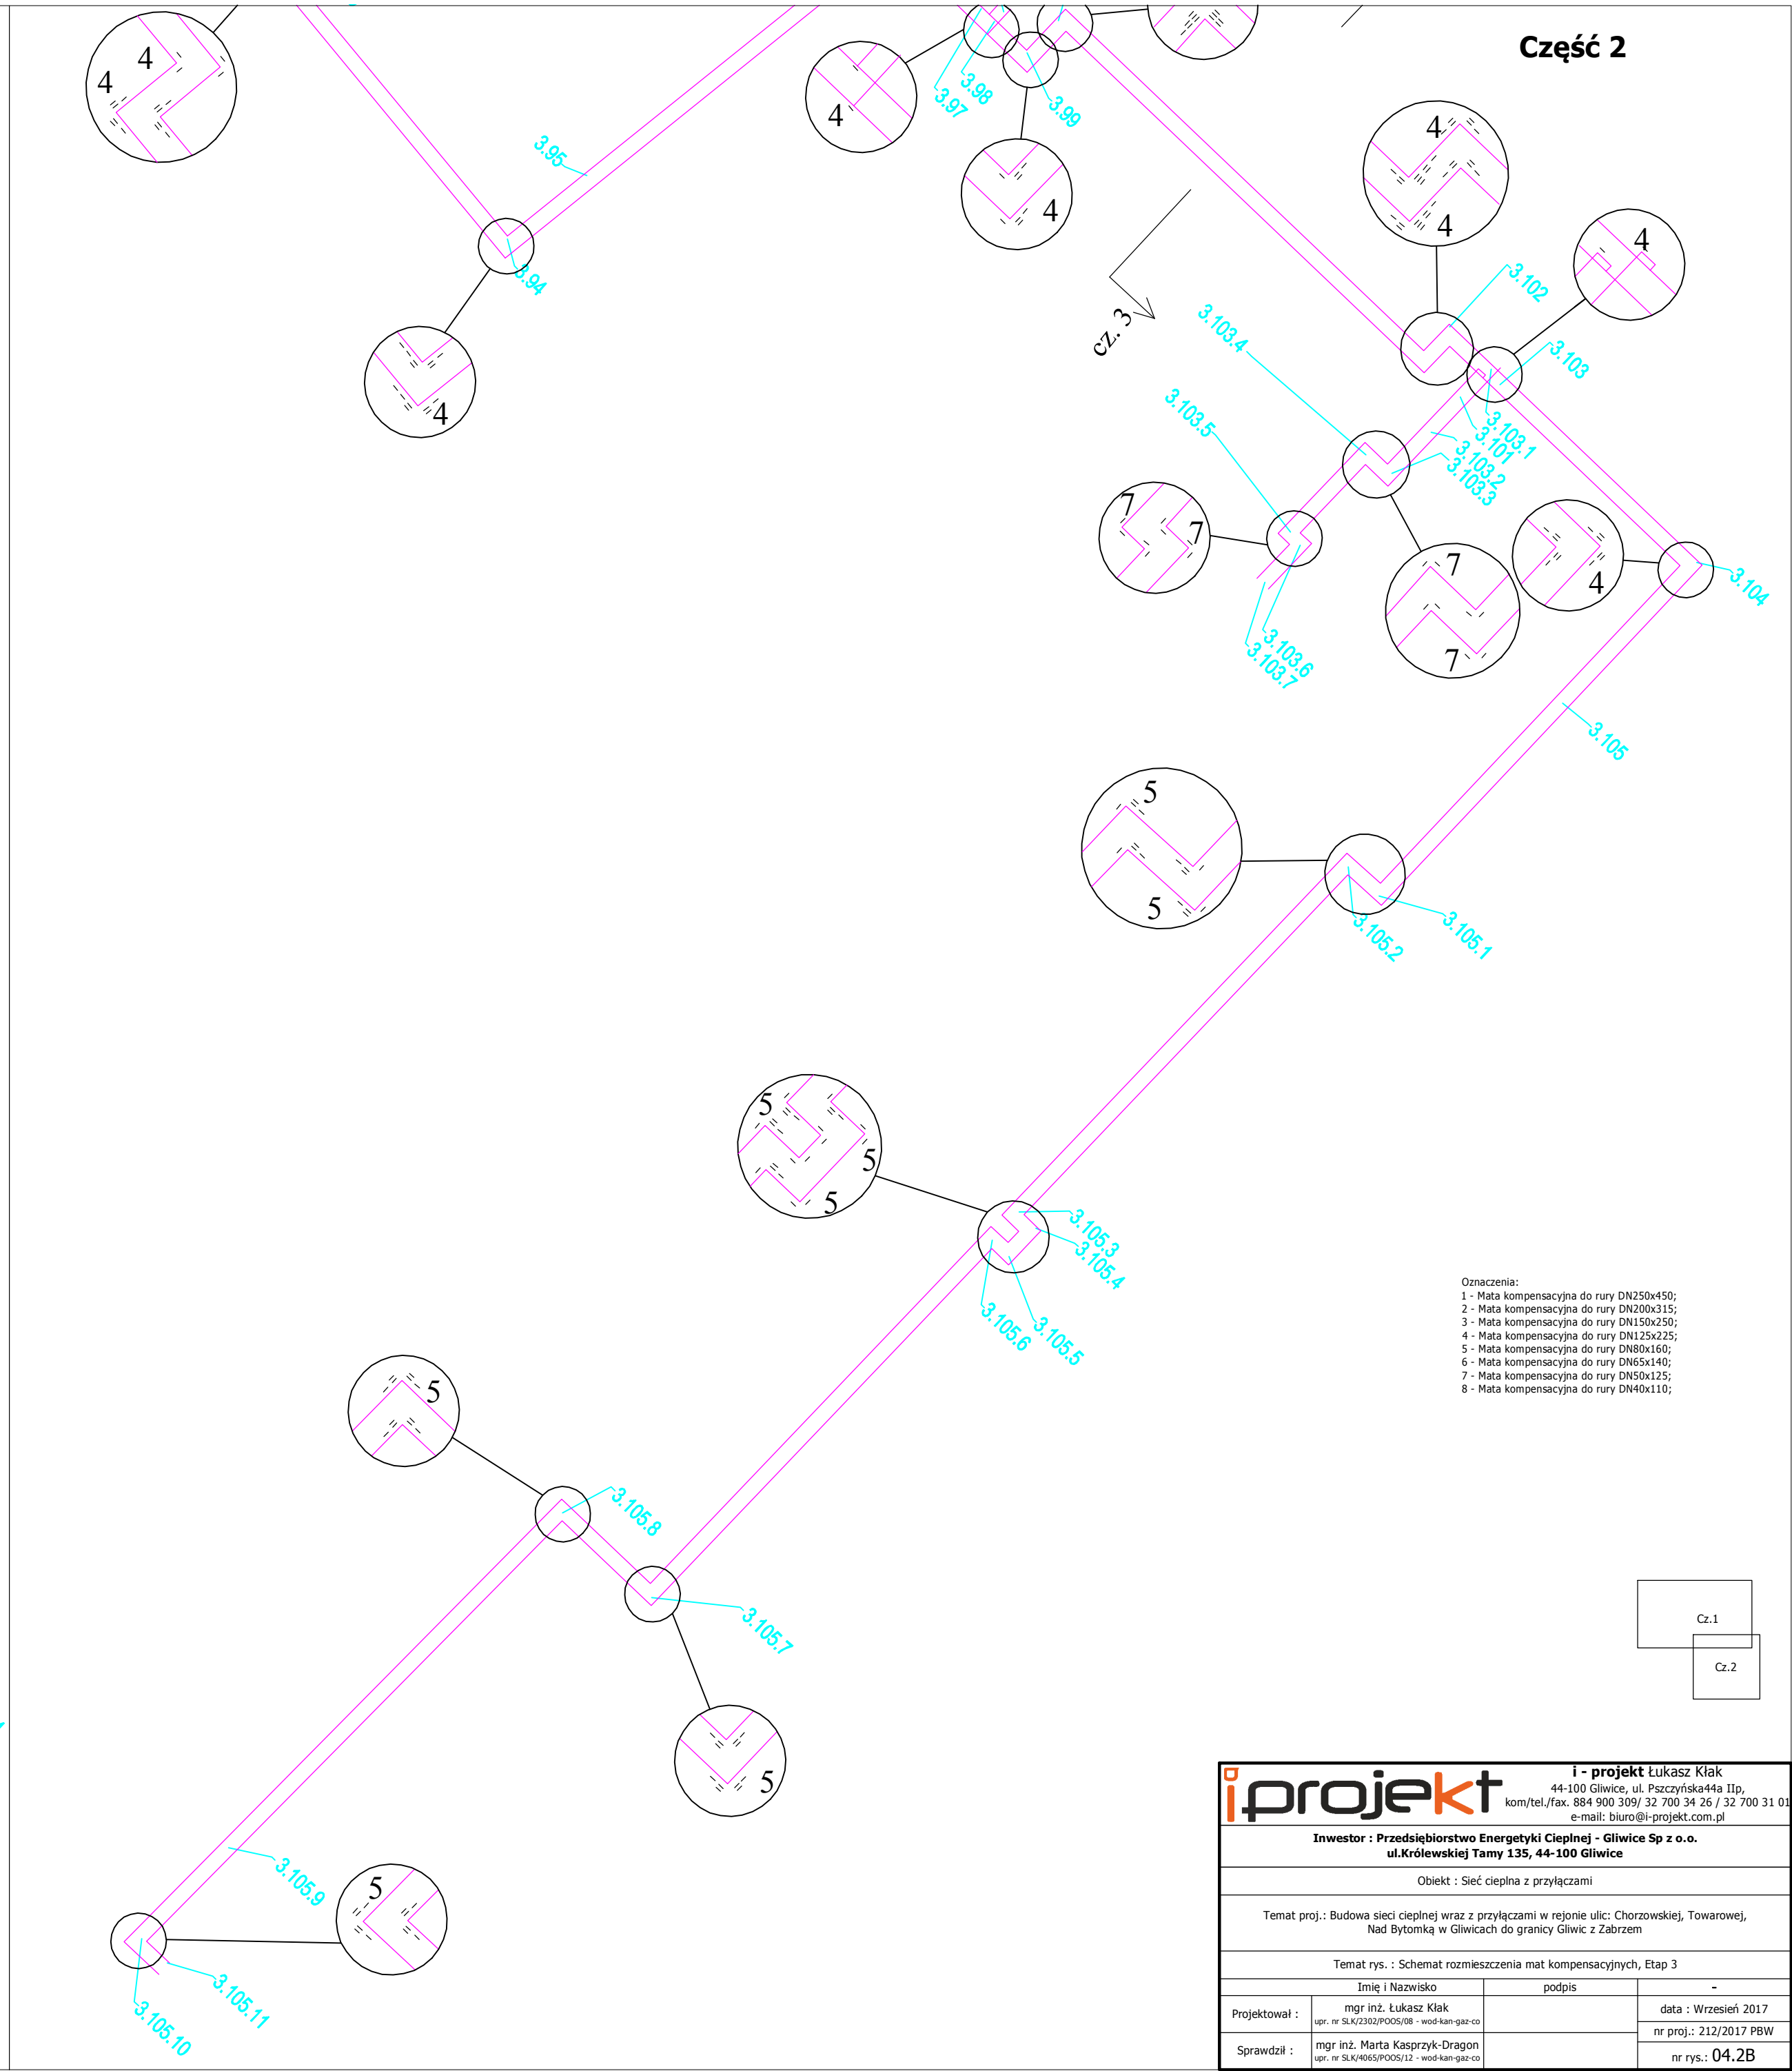 Część 2
4
4
3.95
3.94
4
4
3.97
3.98
3.99
4
4
4
4
3.102
3.103
cz. 3
3.103.4
3.103.5
3.103.1
3.101
3.103.2
3.103.3
7
7
7
7
4
3.104
3.103.6
3.103.7
3.105
5
5
3.105.2
3.105.1
5
5
5
3.105.3
3.105.4
3.105.6
3.105.5
Oznaczenia:
1 - Mata kompensacyjna do rury DN250x450;
2 - Mata kompensacyjna do rury DN200x315;
3 - Mata kompensacyjna do rury DN150x250;
4 - Mata kompensacyjna do rury DN125x225;
5 - Mata kompensacyjna do rury DN80x160;
6 - Mata kompensacyjna do rury DN65x140;
7 - Mata kompensacyjna do rury DN50x125;
8 - Mata kompensacyjna do rury DN40x110;
5
3.105.8
3.105.7
5
3.105.9
5
3.105.11
3.105.10
Cz.1
Cz.2
iprojekt
i - projekt Łukasz Kłak
44-100 Gliwice, ul. Pszczyńska44a IIp,
kom/tel./fax. 884 900 309/ 32 700 34 26 / 32 700 31 01
e-mail: biuro@i-projekt.com.pl
Inwestor : Przedsiębiorstwo Energetyki Cieplnej - Gliwice Sp z o.o.
ul.Królewskiej Tamy 135, 44-100 Gliwice
Obiekt : Sieć cieplna z przyłączami
Temat proj.: Budowa sieci cieplnej wraz z przyłączami w rejonie ulic: Chorzowskiej, Towarowej,
Nad Bytomką w Gliwicach do granicy Gliwic z Zabrzem
Temat rys. : Schemat rozmieszczenia mat kompensacyjnych, Etap 3
Imię i Nazwisko podpis -
Projektował : mgr inż. Łukasz Kłak
upr. nr SLK/2302/POOS/08 - wod-kan-gaz-co
data : Wrzesień 2017
nr proj.: 212/2017 PBW
Sprawdził : mgr inż. Marta Kasprzyk-Dragon
upr. nr SLK/4065/POOS/12 - wod-kan-gaz-co
nr rys.: 04.2B